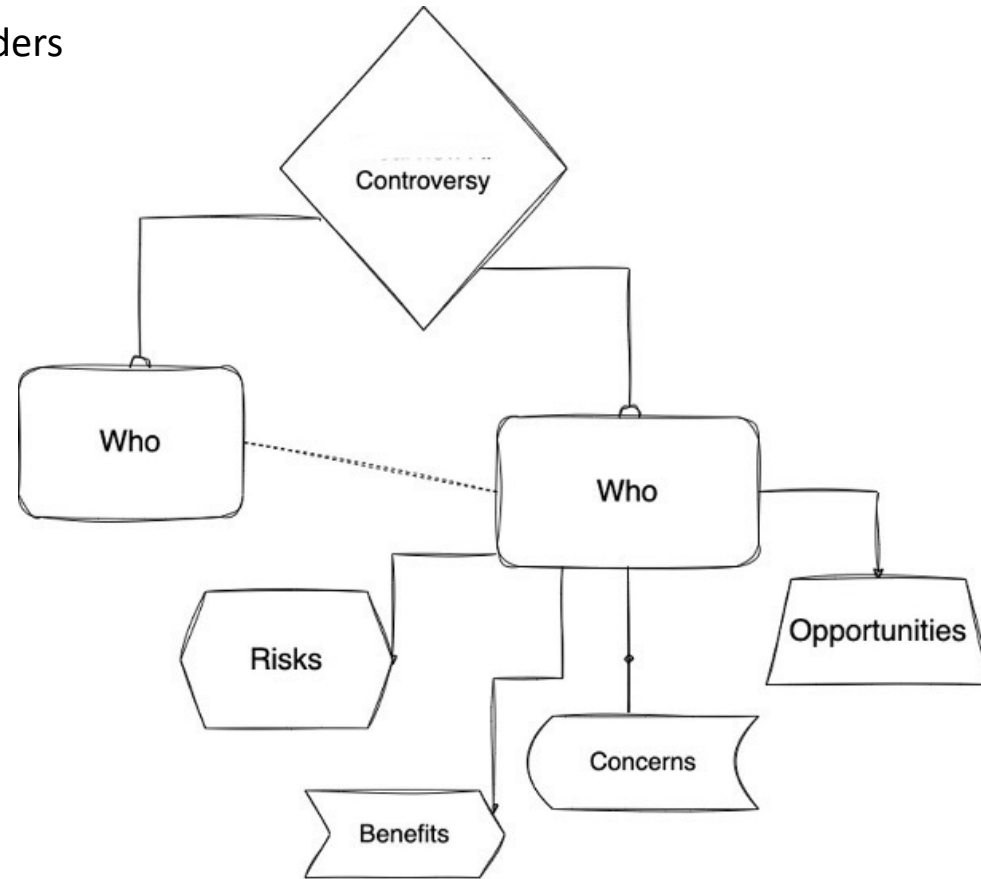 ders
Controversy
Who
Who
Risks
Opportunities
Concerns
Benefits